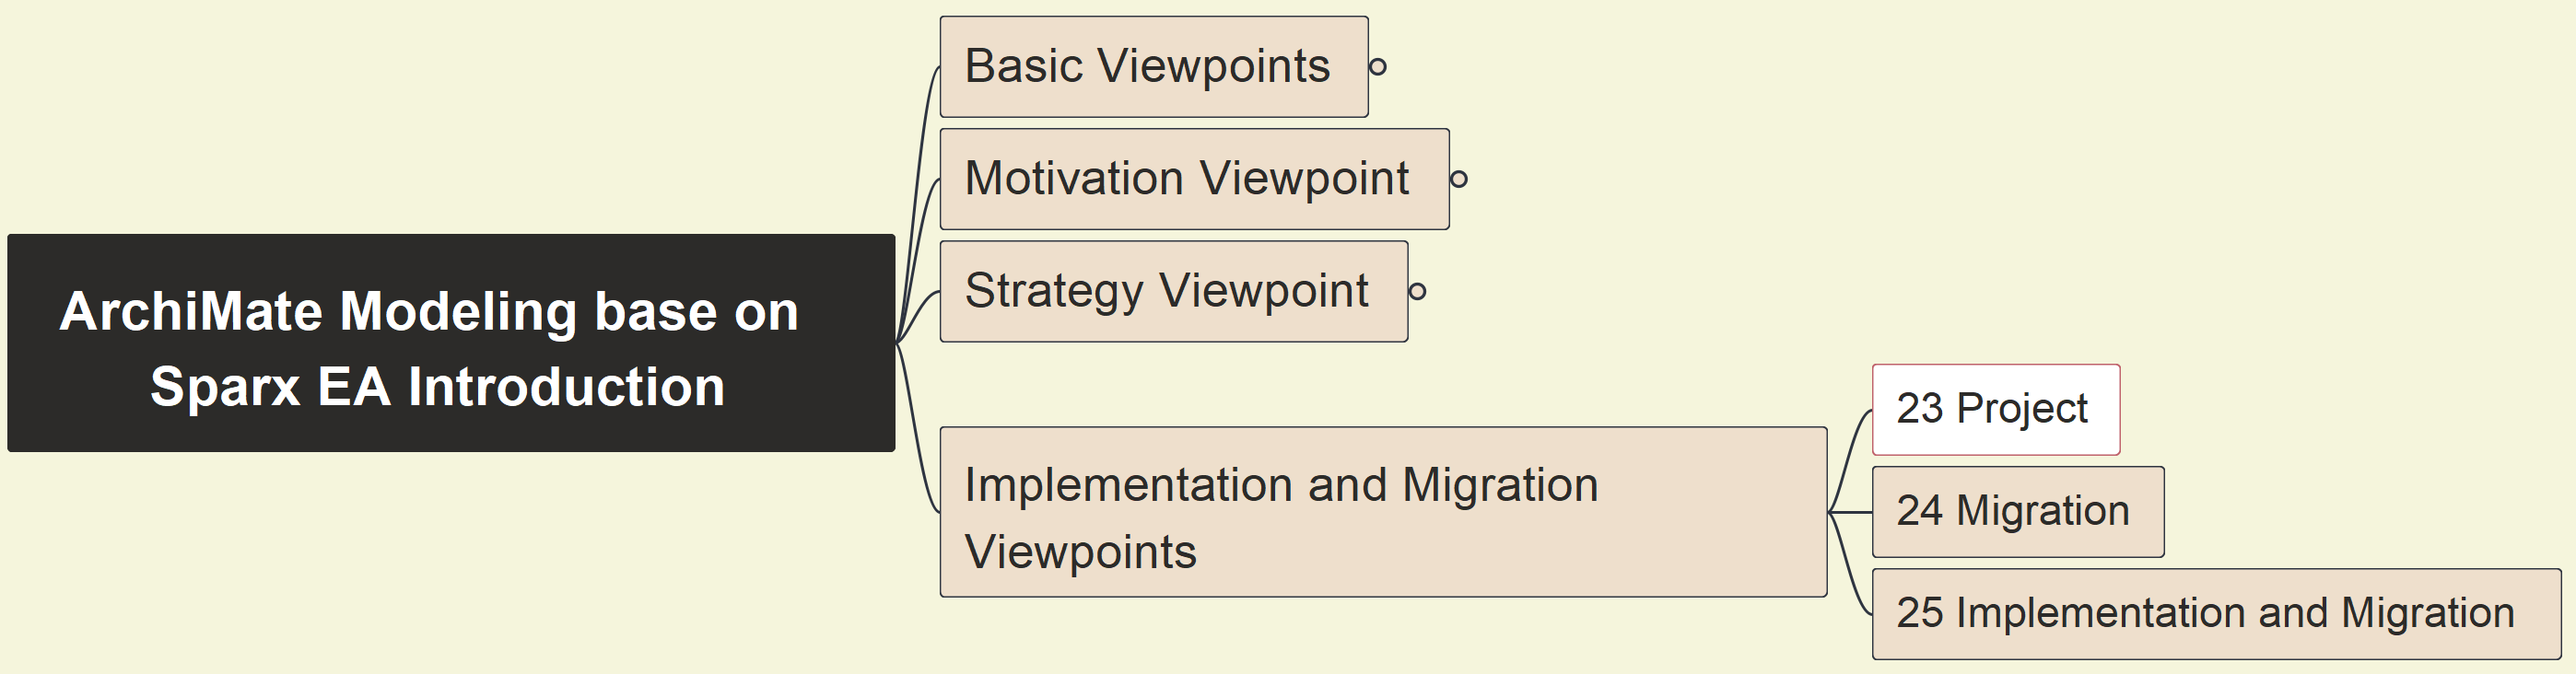 ArchiMate Modeling base on
Sparx EA Introduction
Basic Viewpoints
Motivation Viewpoint
Strategy Viewpoint
Implementation and Migration
Viewpoints
23 Project
24 Migration
25 Implementation and Migration